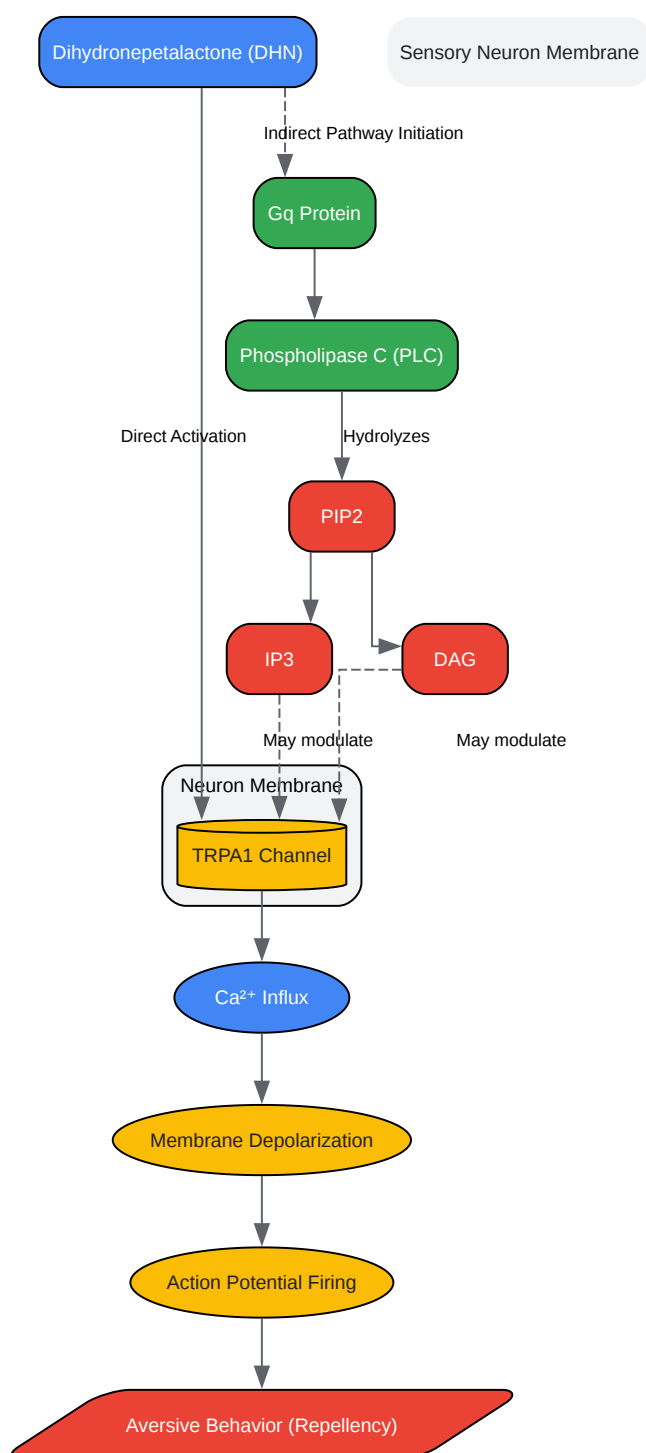 Dihydronepetalactone (DHN)
Sensory Neuron Membrane
Indirect Pathway Initiation
Gq Protein
Phospholipase C (PLC)
Direct Activation
Hydrolyzes
PIP2
IP3
DAG
May modulate
May modulate
Neuron Membrane
TRPA1 Channel
Ca²⁺ Influx
Membrane Depolarization
Action Potential Firing
Aversive Behavior (Repellency)